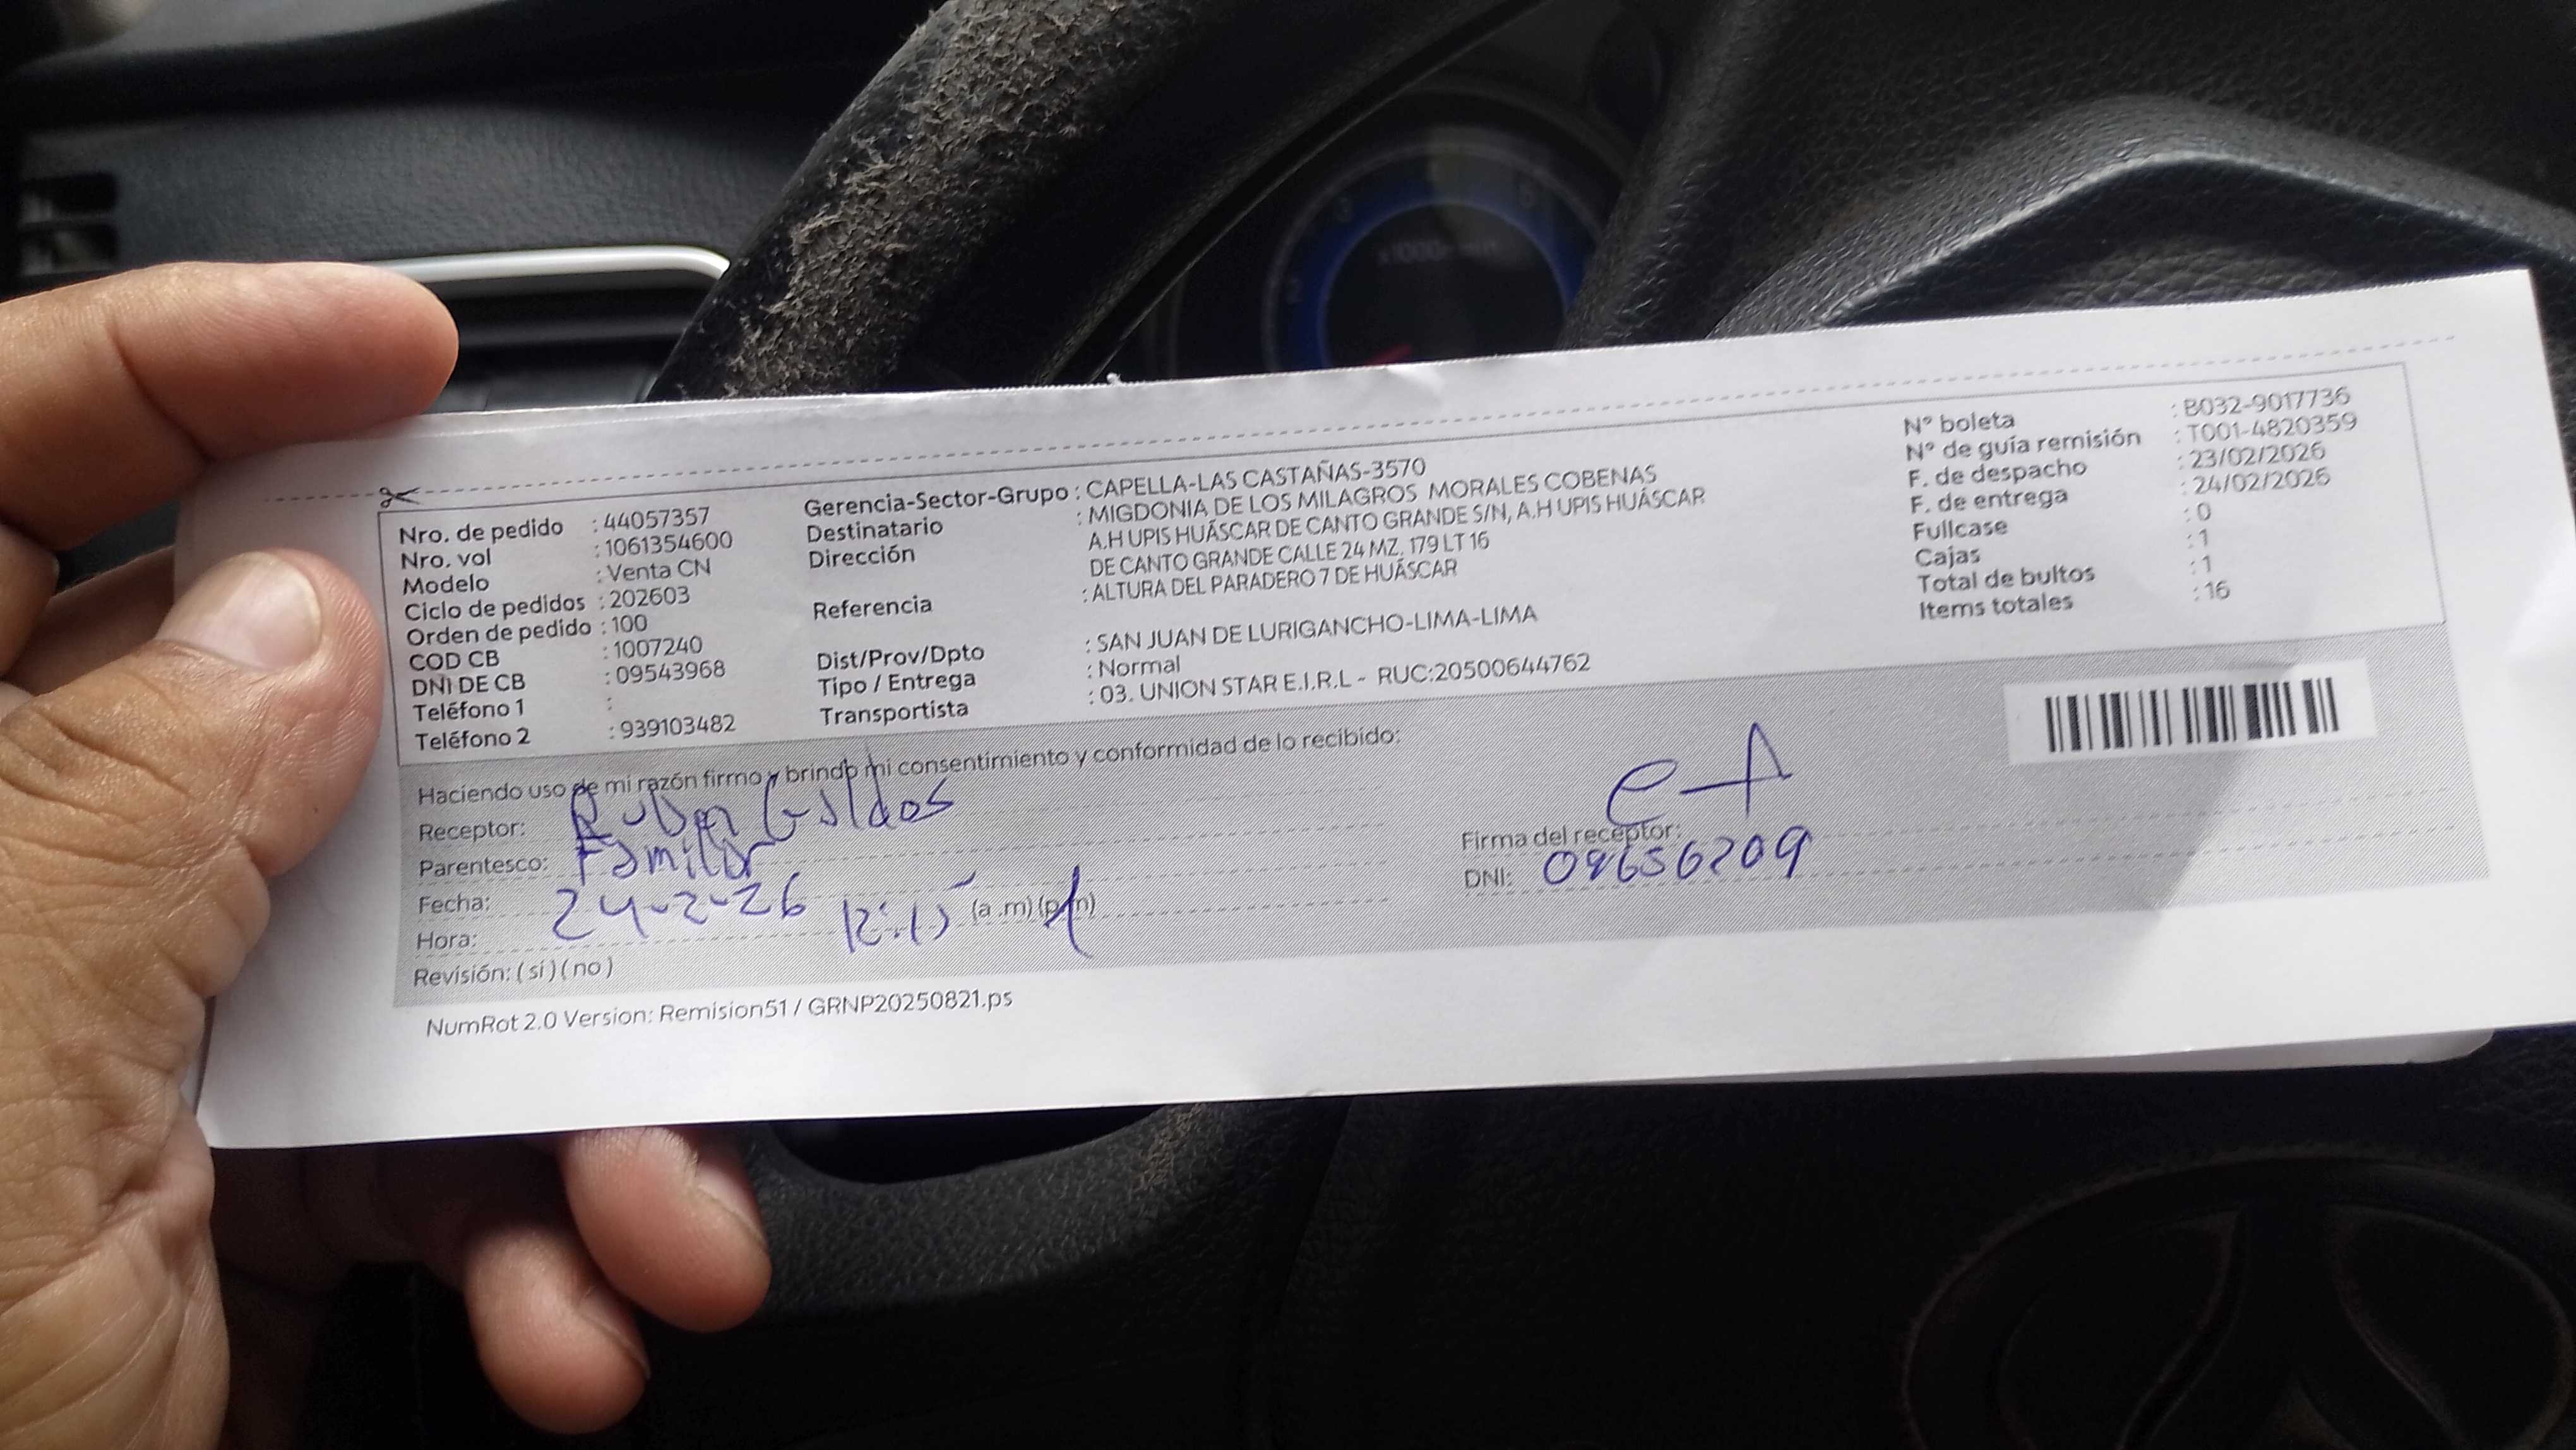 Nro. de pedido : 44057357
Nro. vol : 1061354600
Modelo : Venta CN
Ciclo de pedidos : 202603
Orden de pedido : 100
COD CB : 1007240
DNI DE CB : 09543968
Teléfono 1 :
Teléfono 2 : 939103482
Gerencia-Sector-Grupo : CAPELLA-LAS CASTAÑAS-3570
Destinatario : MIGDONIA DE LOS MILAGROS MORALES COBENAS
Dirección A.H UPIS HUÁSCAR DE CANTO GRANDE S/N, A.H UPIS HUÁSCAR
DE CANTO GRANDE CALLE 24 MZ. 179 LT 16
Referencia : ALTURA DEL PARADERO 7 DE HUÁSCAR
Dist/Prov/Dpto : SAN JUAN DE LURIGANCHO-LIMA-LIMA
Tipo / Entrega : Normal
Transportista : 03. UNION STAR E.I.R.L - RUC:20500644762
N° boleta : B032-9017736
N° de guía remisión : T001-4820359
F. de despacho : 23/02/2026
F. de entrega : 24/02/2026
Fullcase : 0
Cajas : 1
Total de bultos : 1
Items totales : 16
Haciendo uso de mi razón firmo y brindo mi consentimiento y conformidad de lo recibido:
Receptor: Ruben
Parentesco: Familiar
Fecha: 24-2-26
Hora: 12:15 (a .m) (p.m)
Revisión: ( si ) ( no )
Firma del receptor:
DNI:
NumRot 2.0 Version: Remision51 / GRNP20250821.ps